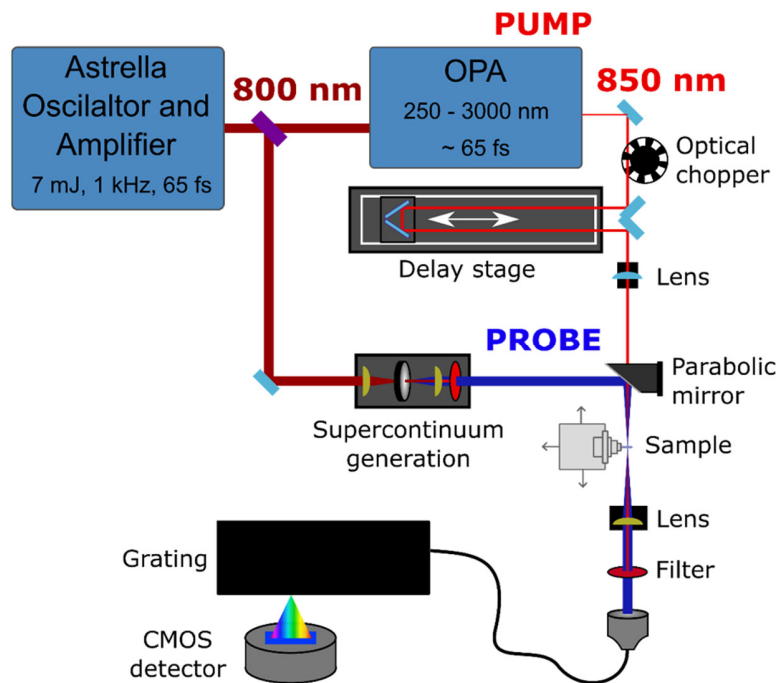 PUMP
Astrella
Oscilaltor and
Amplifier
7 mJ, 1 kHz, 65 fs
800 nm
OPA
250 - 3000 nm
~ 65 fs
850 nm
Optical
chopper
Delay stage
Lens
PROBE
Parabolic
mirror
Supercontinuum
generation
Sample
Lens
Grating
Filter
CMOS
detector